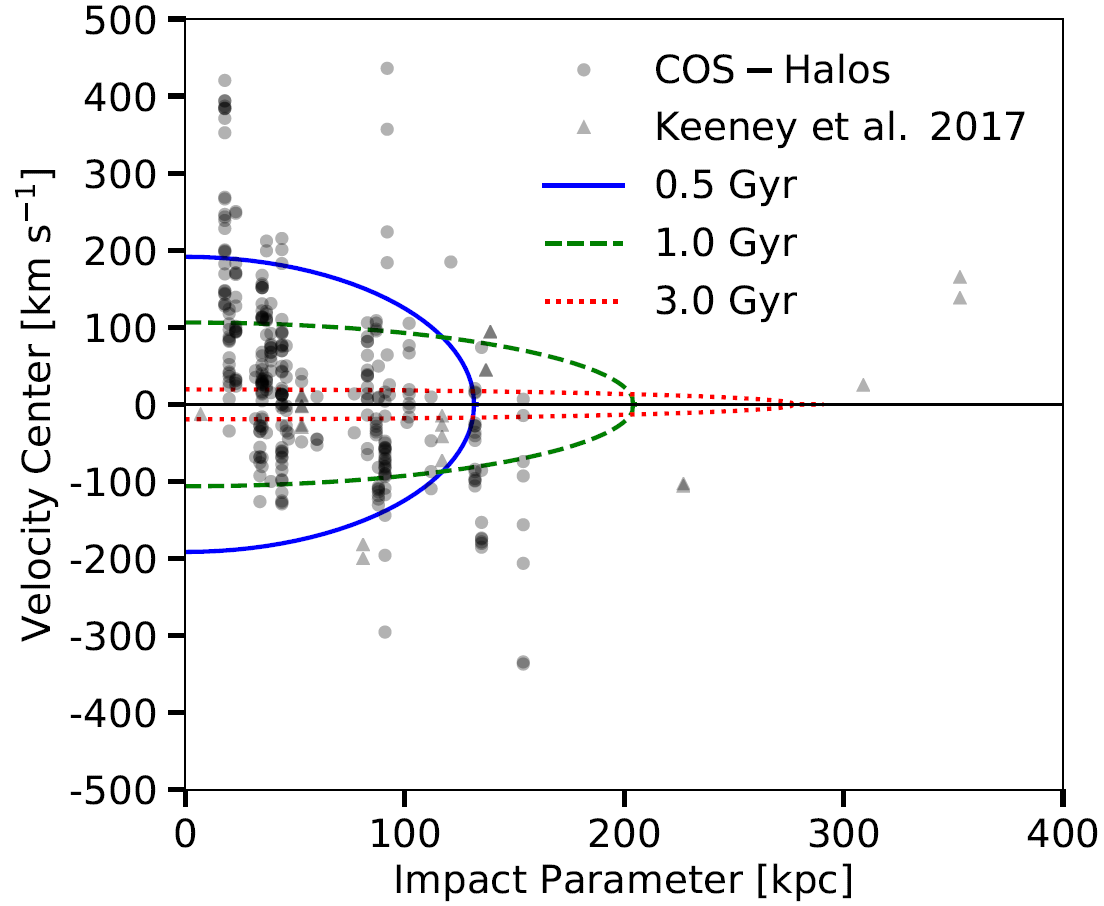 500
400
300
200
100
0
-100
-200
-300
-400
-500
Velocity Center [km s⁻¹]
COS − Halos
Keeney et al. 2017
0.5 Gyr
1.0 Gyr
3.0 Gyr
0 100 200 300 400
Impact Parameter [kpc]